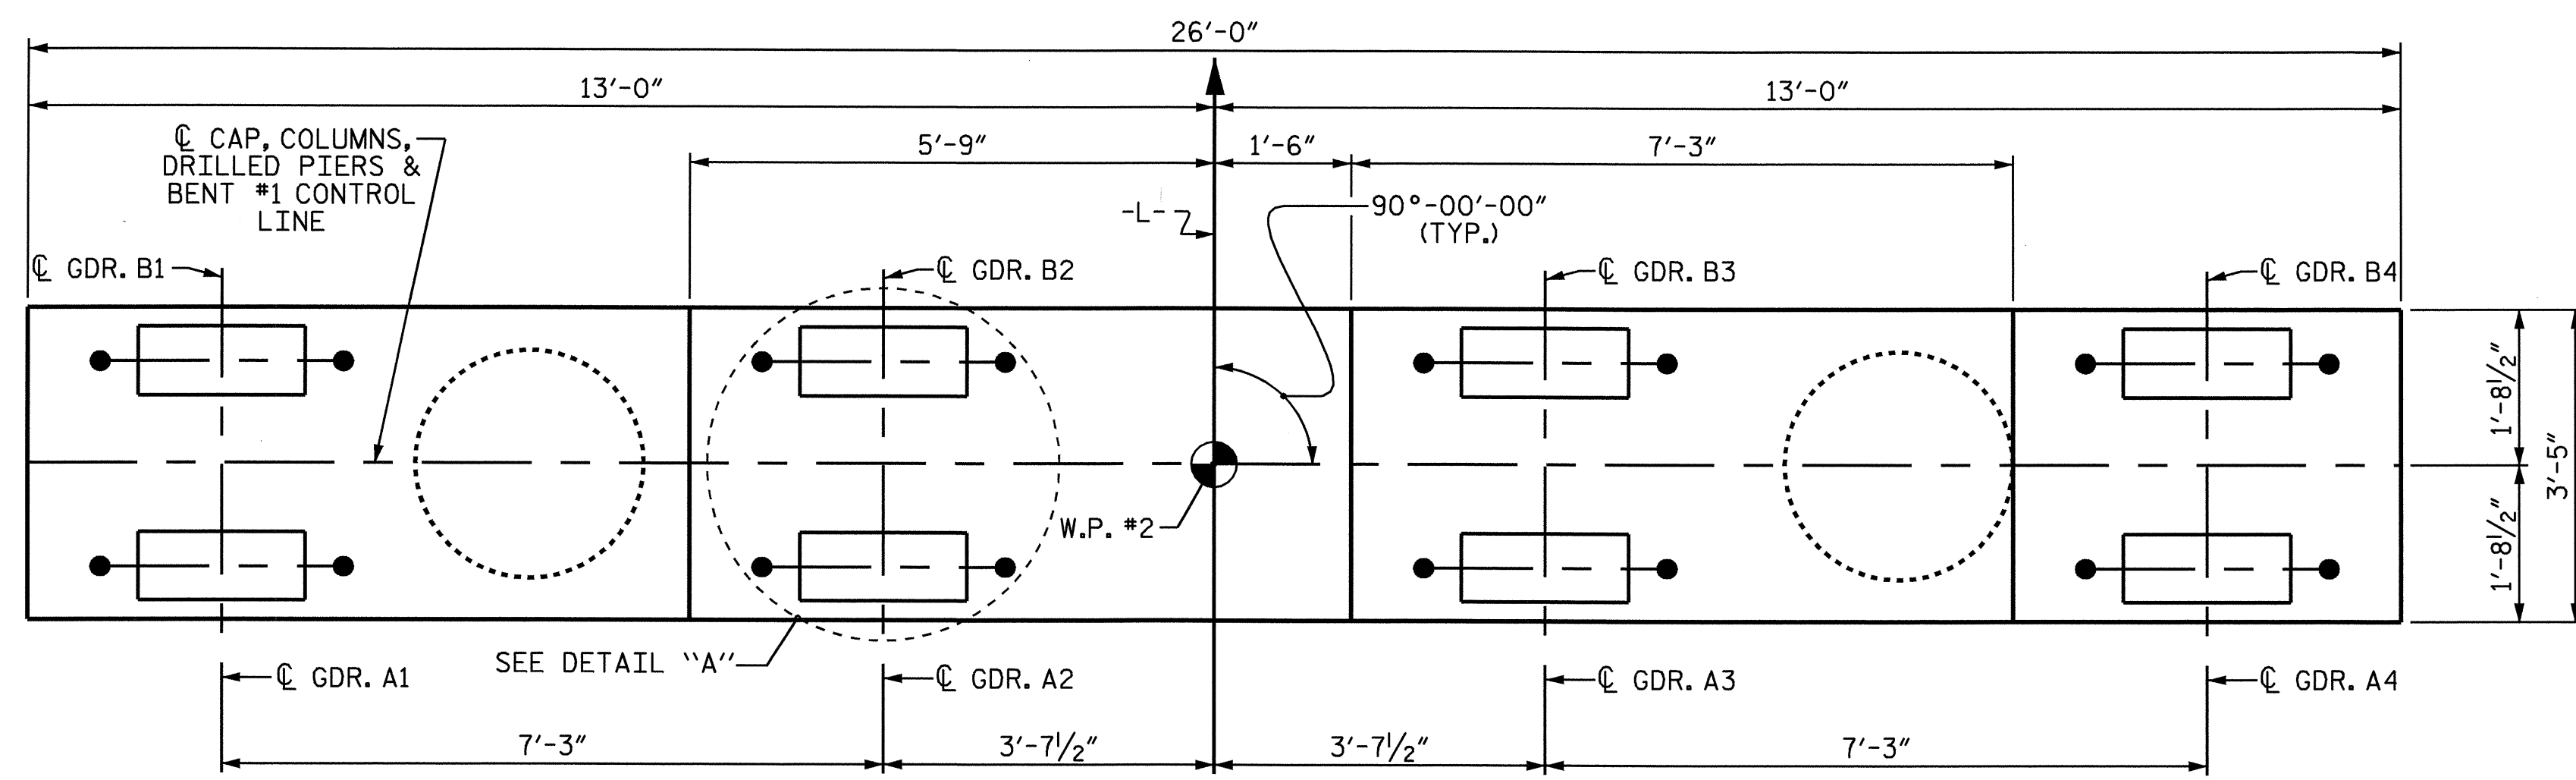 26'-0"
13'-0"
13'-0"
℄ CAP, COLUMNS,
DRILLED PIERS &
BENT #1 CONTROL
LINE
5'-9"
1'-6"
7'-3"
-L-
90°-00'-00"
(TYP.)
℄ GDR. B1
℄ GDR. B2
℄ GDR. B3
℄ GDR. B4
1'-8½"
3'-5"
1'-8½"
W.P. #2
SEE DETAIL "A"
℄ GDR. A1
℄ GDR. A2
℄ GDR. A3
℄ GDR. A4
7'-3"
3'-7½"
3'-7½"
7'-3"